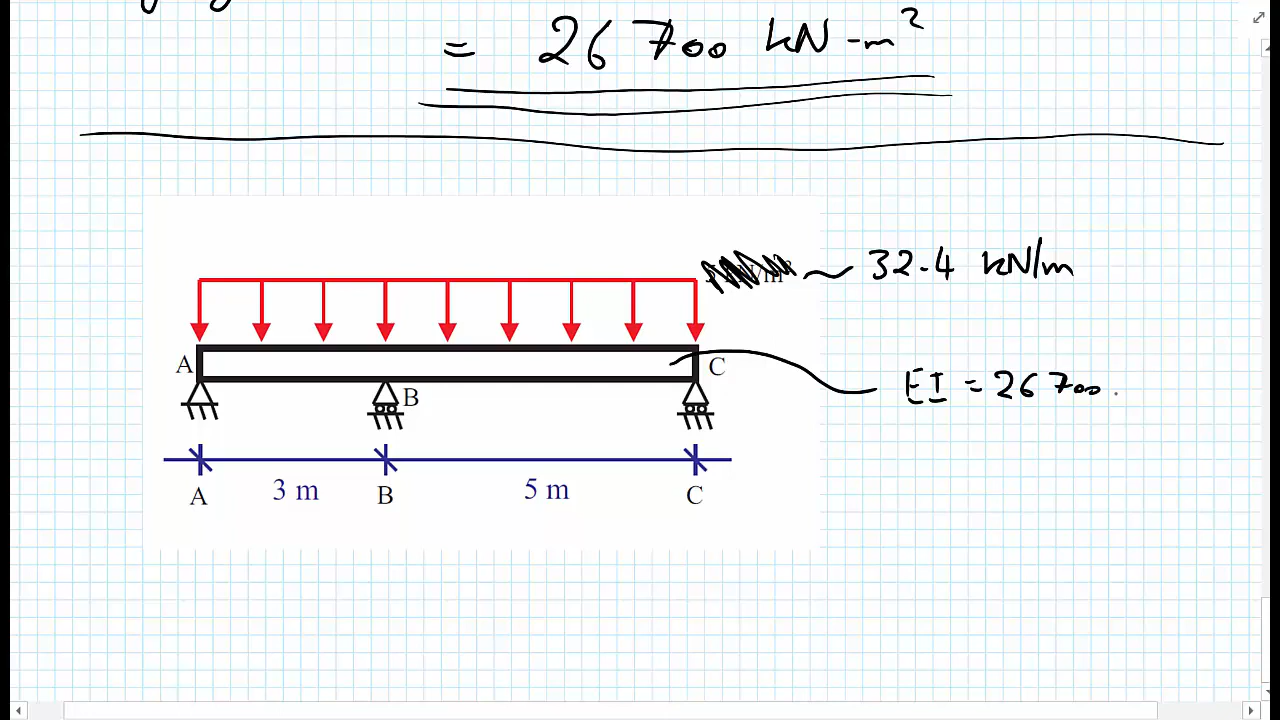 = 26 700 kN-m²
32.4 kN/m
A
C
B
EI = 26 700
3 m
5 m
A
B
C